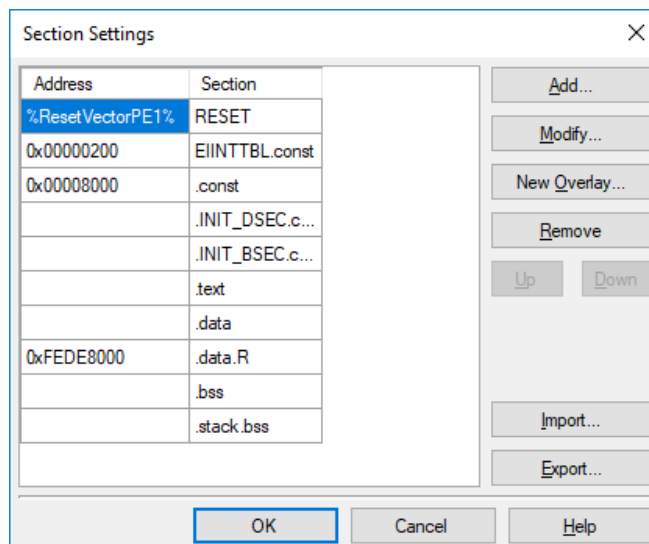 Section Settings
Address Section
%ResetVectorPE1% RESET
0x00000200 EIINTTBL.const
0x00008000 .const
.INIT_DSEC.c...
.INIT_BSEC.c...
.text
.data
0xFEDE8000 .data.R
.bss
.stack.bss
Add...
Modify...
New Overlay...
Remove
Up Down
Import...
Export...
OK Cancel Help